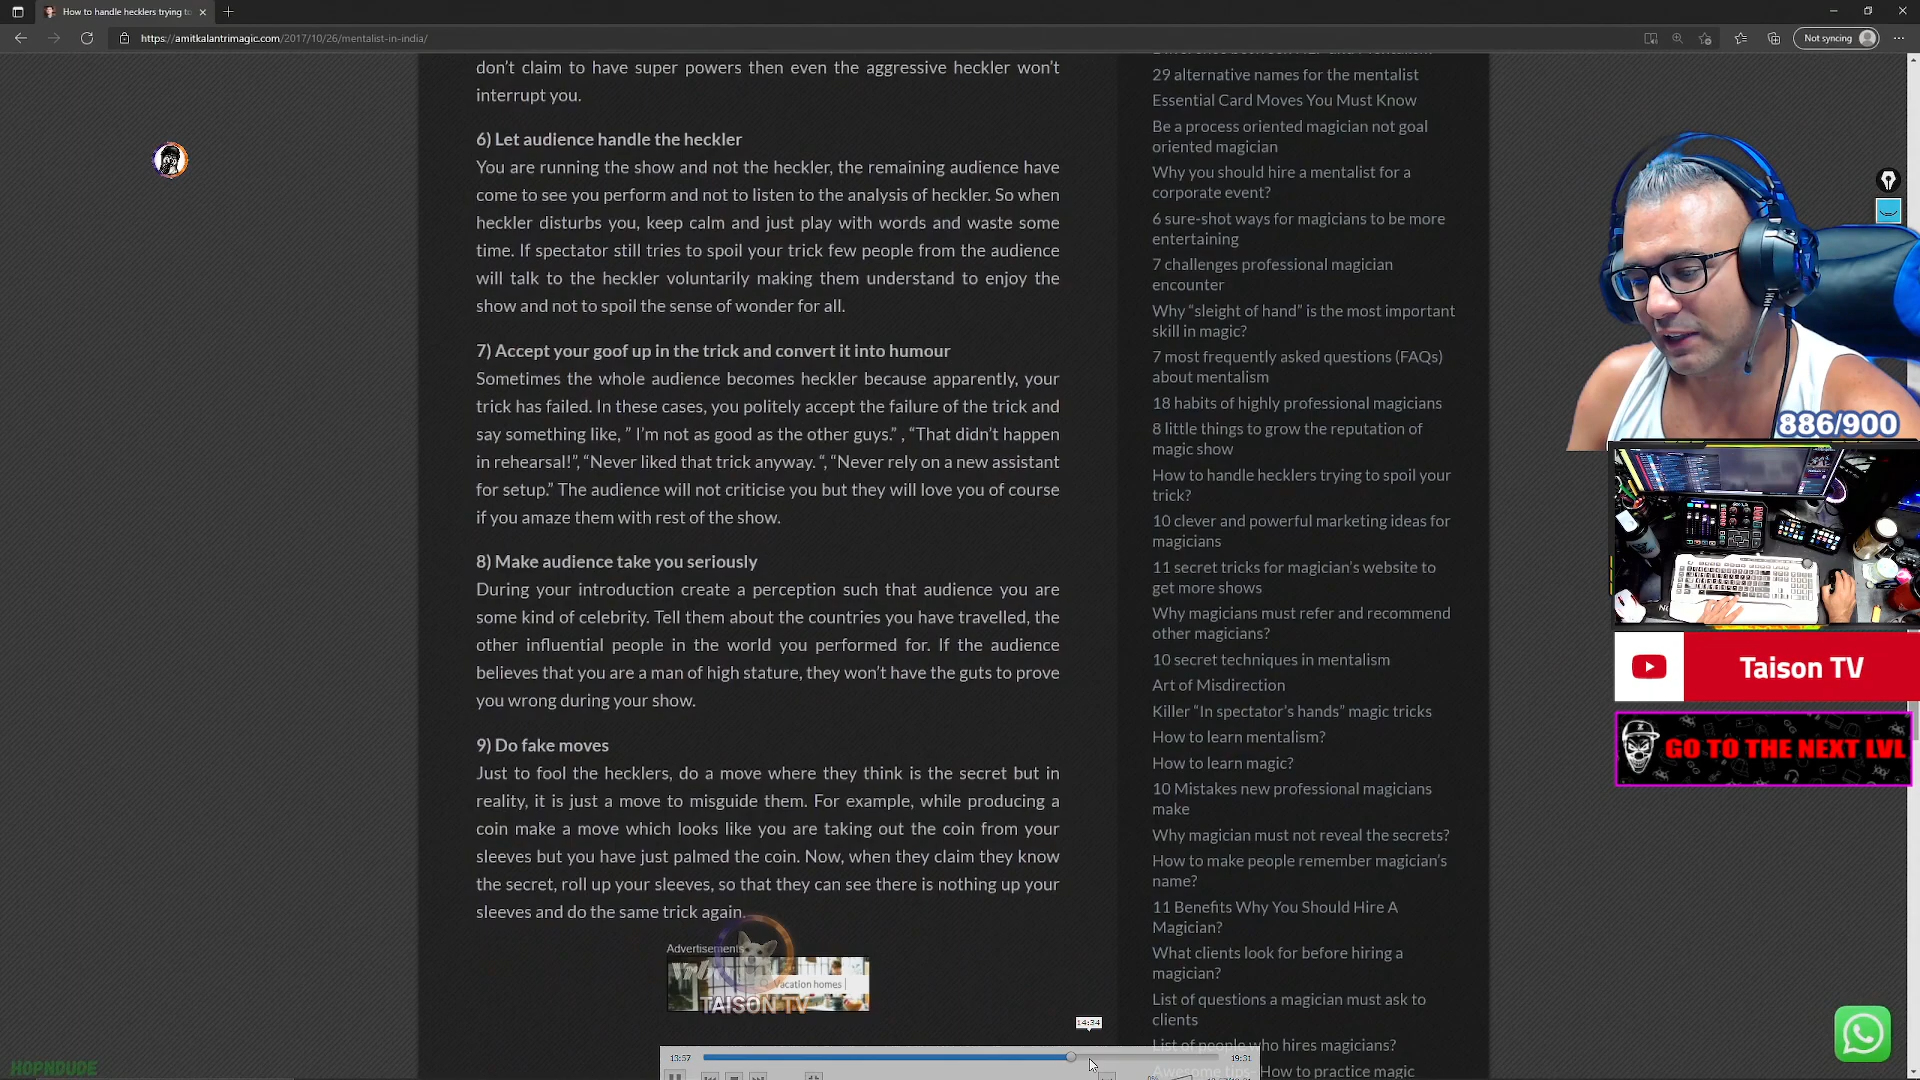 How to handle hecklers trying to
https://amitkalantrimagic.com/2017/10/26/mentalist-in-india/
Not syncing
don't claim to have super powers then even the aggressive heckler won't
interrupt you.
6) Let audience handle the heckler
You are running the show and not the heckler, the remaining audience have
come to see you perform and not to listen to the analysis of heckler. So when
heckler disturbs you, keep calm and just play with words and waste some
time. If spectator still tries to spoil your trick few people from the audience
will talk to the heckler voluntarily making them understand to enjoy the
show and not to spoil the sense of wonder for all.
7) Accept your goof up in the trick and convert it into humour
Sometimes the whole audience becomes heckler because apparently, your
trick has failed. In these cases, you politely accept the failure of the trick and
say something like, ” I'm not as good as the other guys.” , “That didn't happen
in rehearsal!”, “Never liked that trick anyway. “, “Never rely on a new assistant
for setup.” The audience will not criticise you but they will love you of course
if you amaze them with rest of the show.
8) Make audience take you seriously
During your introduction create a perception such that audience you are
some kind of celebrity. Tell them about the countries you have travelled, the
other influential people in the world you performed for. If the audience
believes that you are a man of high stature, they won't have the guts to prove
you wrong during your show.
9) Do fake moves
Just to fool the hecklers, do a move where they think is the secret but in
reality, it is just a move to misguide them. For example, while producing a
coin make a move which looks like you are taking out the coin from your
sleeves but you have just palmed the coin. Now, when they claim they know
the secret, roll up your sleeves, so that they can see there is nothing up your
sleeves and do the same trick again.
Advertisements
Vacation homes
TAISON TV
29 alternative names for the mentalist
Essential Card Moves You Must Know
Be a process oriented magician not goal
oriented magician
Why you should hire a mentalist for a
corporate event?
6 sure-shot ways for magicians to be more
entertaining
7 challenges professional magician
encounter
Why “sleight of hand” is the most important
skill in magic?
7 most frequently asked questions (FAQs)
about mentalism
18 habits of highly professional magicians
8 little things to grow the reputation of
magic show
How to handle hecklers trying to spoil your
trick?
10 clever and powerful marketing ideas for
magicians
11 secret tricks for magician's website to
get more shows
Why magicians must refer and recommend
other magicians?
10 secret techniques in mentalism
Art of Misdirection
Killer “In spectator's hands” magic tricks
How to learn mentalism?
How to learn magic?
10 Mistakes new professional magicians
make
Why magician must not reveal the secrets?
How to make people remember magician's
name?
11 Benefits Why You Should Hire A
Magician?
What clients look for before hiring a
magician?
List of questions a magician must ask to
clients
List of people who hires magicians?
Awesome tips- How to practice magic
886/900
Taison TV
GO TO THE NEXT LVL
14:34
13:57
19:31
HOPNDUDE